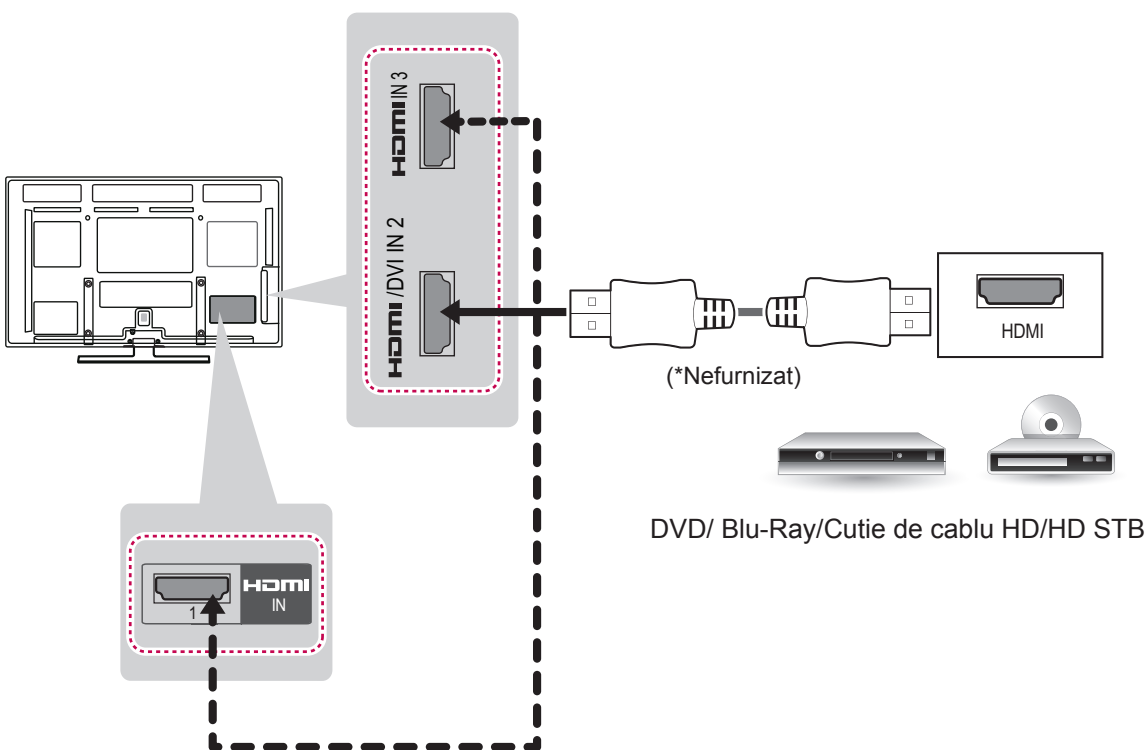 HDMI IN 3
HDMI /DVI IN 2
(*Nefurnizat)
HDMI
DVD/ Blu-Ray/Cutie de cablu HD/HD STB
1
HDMI
IN